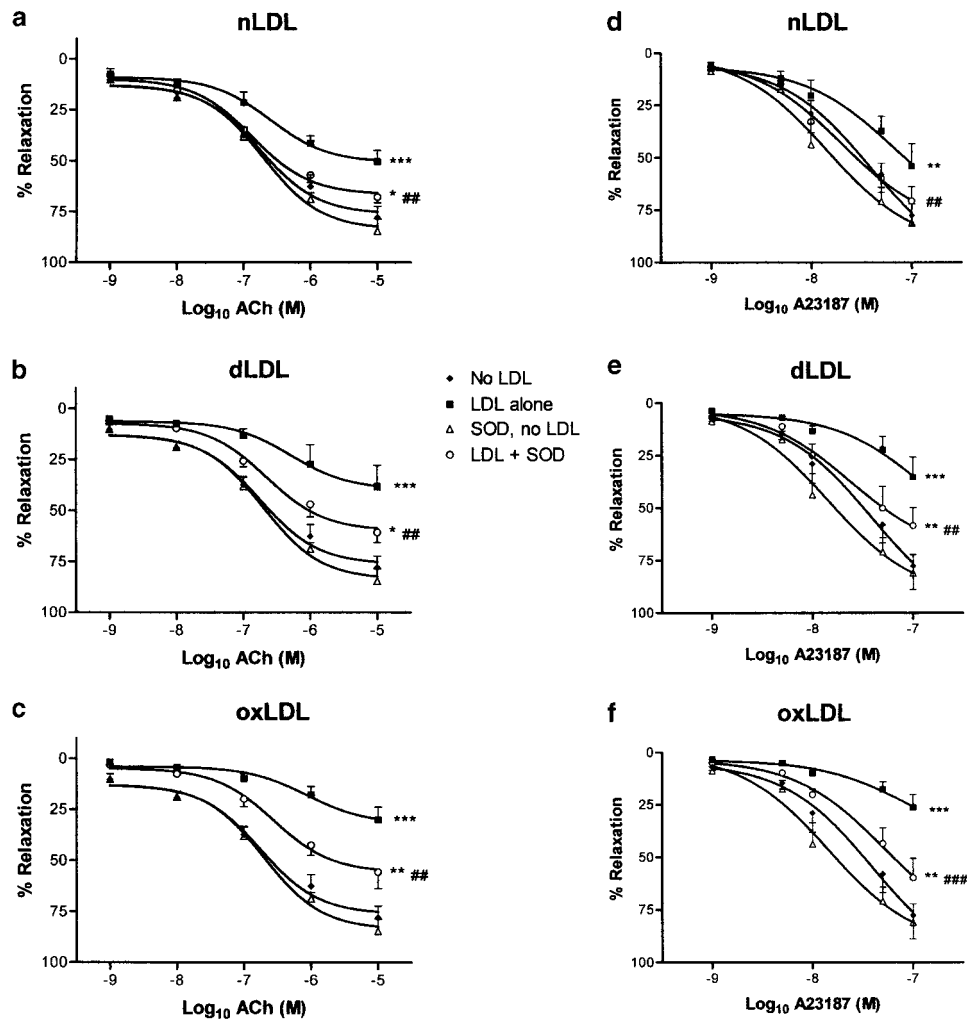 a
nLDL
0
25
50
75
100
% Relaxation
***
* ##
-9 -8 -7 -6 -5
Log10 ACh (M)
d
nLDL
0
25
50
75
100
% Relaxation
**
##
-9 -8 -7
Log10 A23187 (M)
b
dLDL
0
25
50
75
100
% Relaxation
***
* ##
-9 -8 -7 -6 -5
Log10 ACh (M)
No LDL
LDL alone
SOD, no LDL
LDL + SOD
e
dLDL
0
25
50
75
100
% Relaxation
***
** ##
-9 -8 -7
Log10 A23187 (M)
c
oxLDL
0
25
50
75
100
% Relaxation
***
** ##
-9 -8 -7 -6 -5
Log10 ACh (M)
f
oxLDL
0
25
50
75
100
% Relaxation
***
** ###
-9 -8 -7
Log10 A23187 (M)